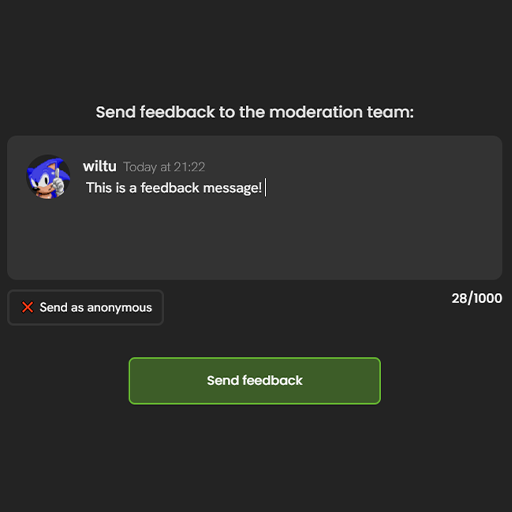 Send feedback to the moderation team:
wiltu Today at 21:22
This is a feedback message!
Send as anonymous
28/1000
Send feedback